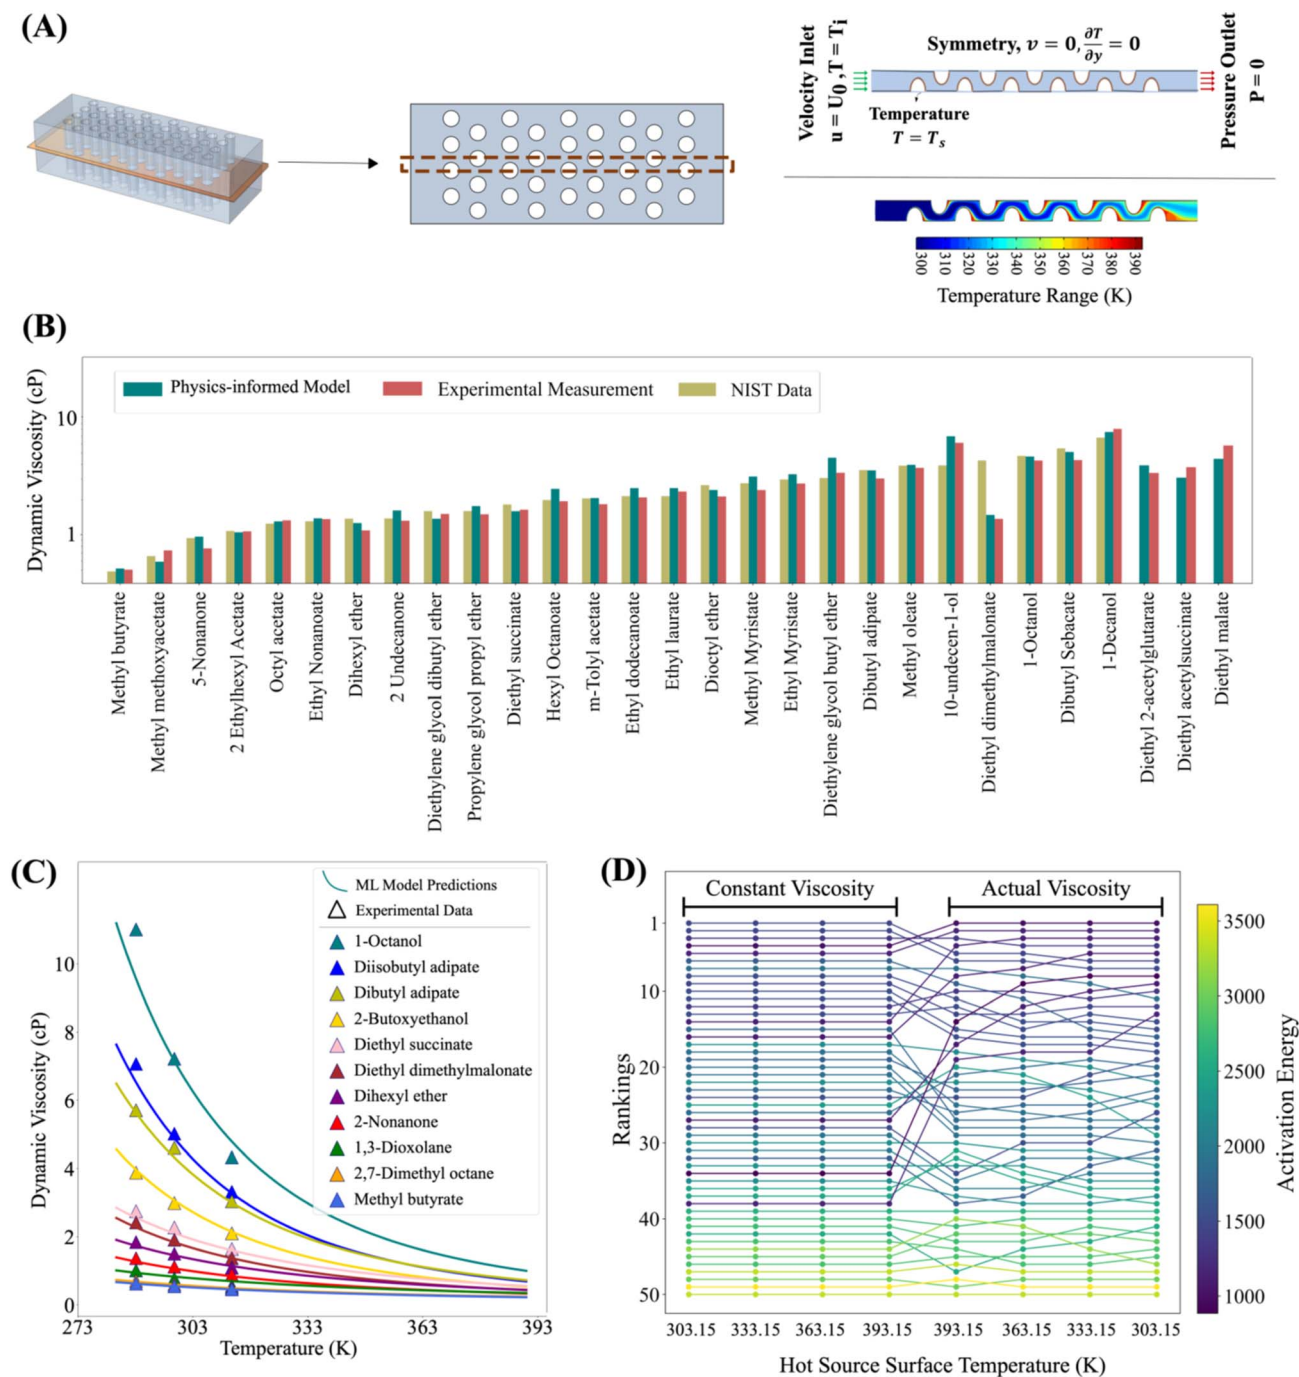 (A)
Velocity Inlet
u = U0 , T = Ti
Symmetry, v = 0, ∂T/∂y = 0
Pressure Outlet
P = 0
Temperature
T = Ts
300 310 320 330 340 350 360 370 380 390
Temperature Range (K)
(B)
Dynamic Viscosity (cP)
10
1
Physics-informed Model
Experimental Measurement
NIST Data
Methyl butyrate
Methyl methoxyacetate
5-Nonanone
2 Ethylhexyl Acetate
Octyl acetate
Ethyl Nonanoate
Dihexyl ether
2 Undecanone
Diethylene glycol dibutyl ether
Propylene glycol propyl ether
Diethyl succinate
Hexyl Octanoate
m-Tolyl acetate
Ethyl dodecanoate
Ethyl laurate
Dioctyl ether
Methyl Myristate
Ethyl Myristate
Diethylene glycol butyl ether
Dibutyl adipate
Methyl oleate
10-undecen-1-ol
Diethyl dimethylmalonate
1-Octanol
Dibutyl Sebacate
1-Decanol
Diethyl 2-acetylglutarate
Diethyl acetylsuccinate
Diethyl malate
(C)
Dynamic Viscosity (cP)
10
8
6
4
2
0
273 303 333 363 393
Temperature (K)
ML Model Predictions
Experimental Data
1-Octanol
Diisobutyl adipate
Dibutyl adipate
2-Butoxyethanol
Diethyl succinate
Diethyl dimethylmalonate
Dihexyl ether
2-Nonanone
1,3-Dioxolane
2,7-Dimethyl octane
Methyl butyrate
(D)
Constant Viscosity
Actual Viscosity
Rankings
1
10
20
30
40
50
303.15 333.15 363.15 393.15 393.15 363.15 333.15 303.15
Hot Source Surface Temperature (K)
3500
3000
2500
2000
1500
1000
Activation Energy